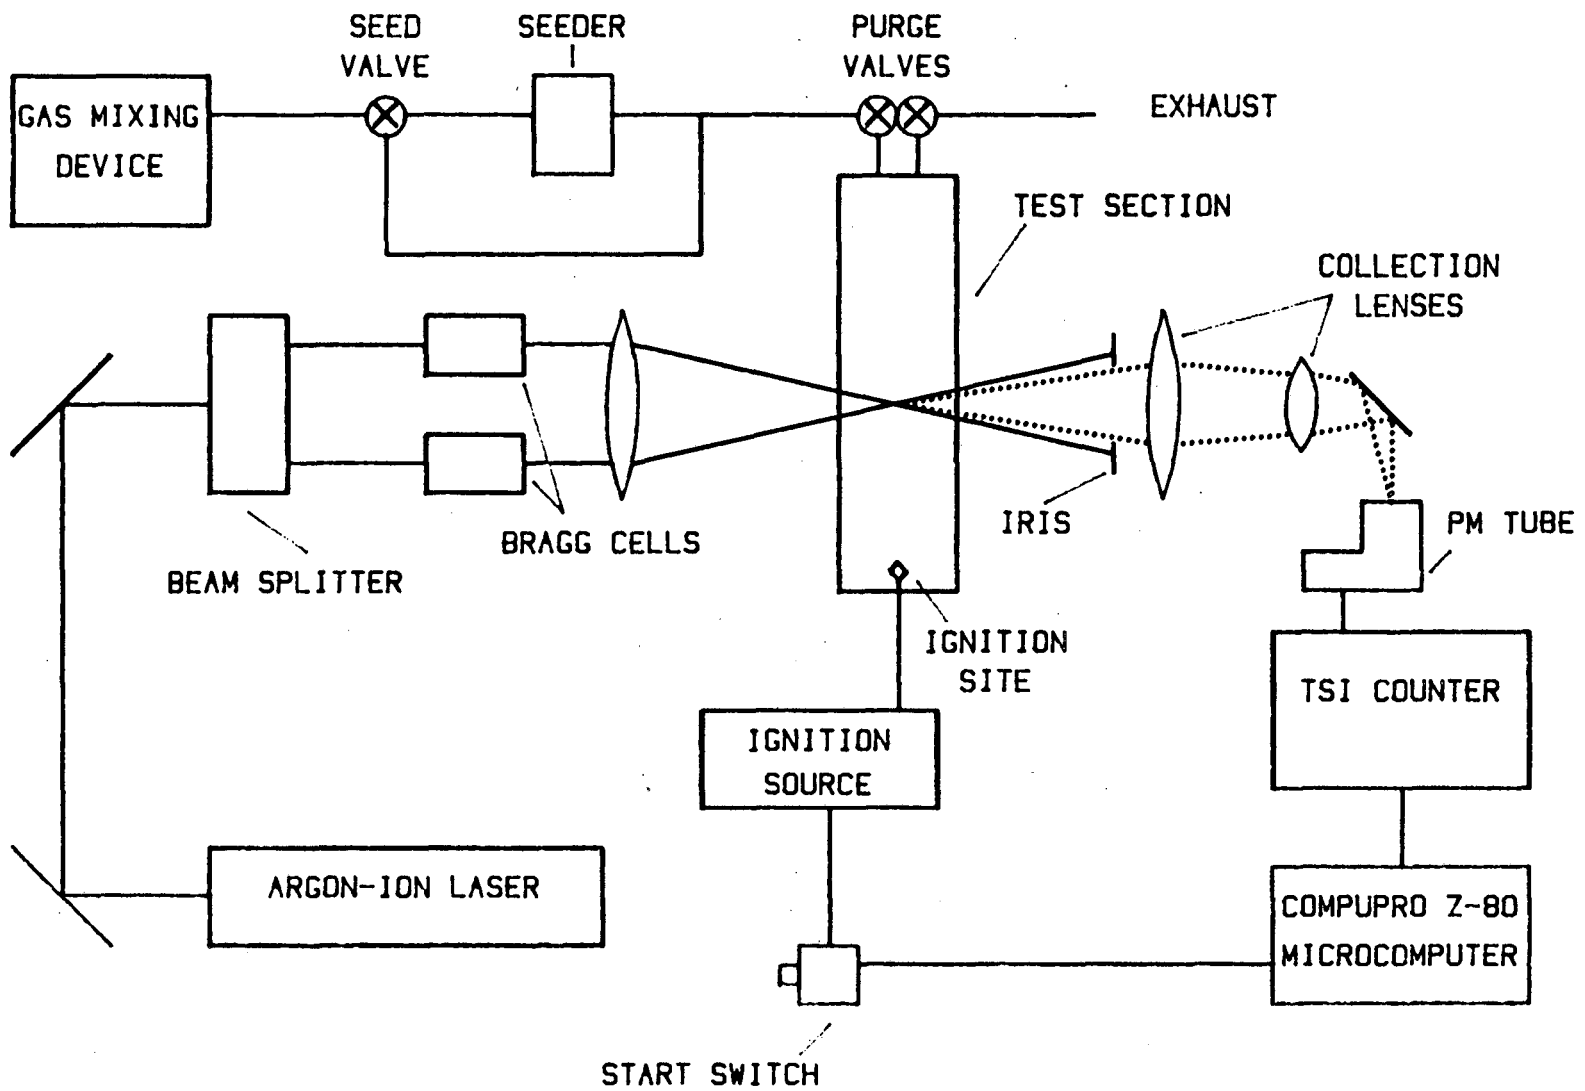 SEED
VALVE
SEEDER
PURGE
VALVES
EXHAUST
GAS MIXING
DEVICE
TEST SECTION
COLLECTION
LENSES
BRAGG CELLS
BEAM SPLITTER
IRIS
PM TUBE
IGNITION
SITE
TSI COUNTER
IGNITION
SOURCE
ARGON-ION LASER
COMPUPRO Z-80
MICROCOMPUTER
START SWITCH